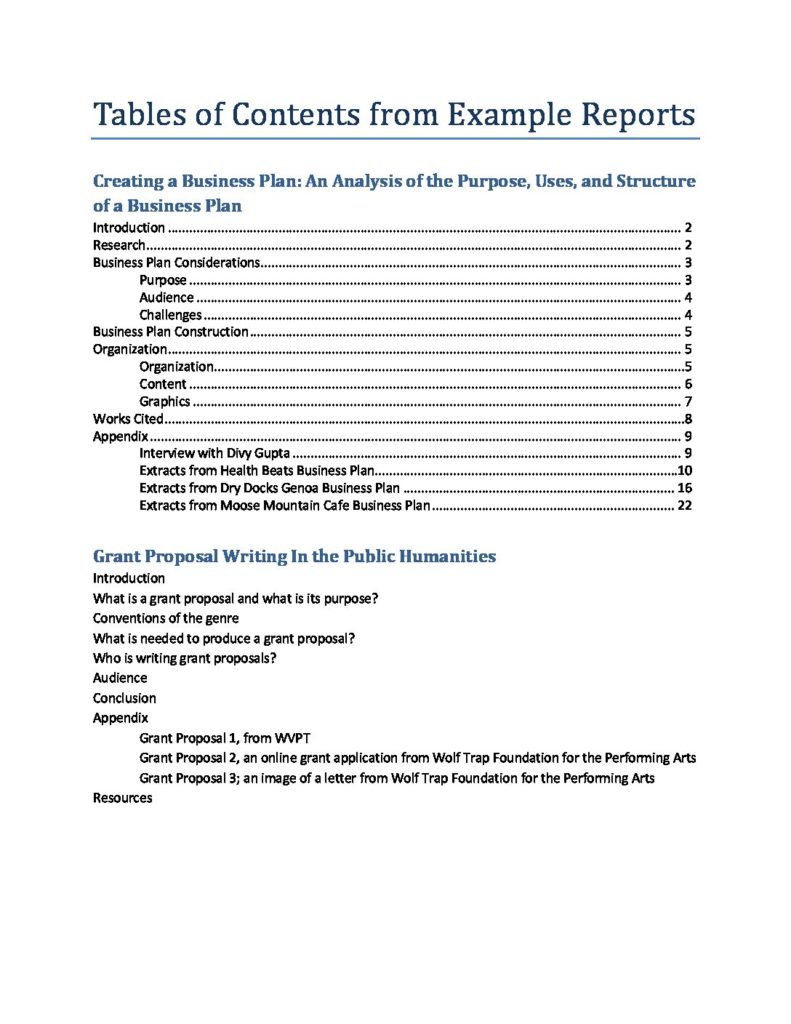 Tables of Contents from Example Reports
Creating a Business Plan: An Analysis of the Purpose, Uses, and Structure
of a Business Plan
Introduction ........................................ 2
Research ........................................ 2
Business Plan Considerations ........................................ 3
Purpose ........................................ 3
Audience ........................................ 4
Challenges ........................................ 4
Business Plan Construction ........................................ 5
Organization ........................................ 5
Organization ........................................ 5
Content ........................................ 6
Graphics ........................................ 7
Works Cited ........................................ 8
Appendix ........................................ 9
Interview with Divy Gupta ........................................ 9
Extracts from Health Beats Business Plan ........................................ 10
Extracts from Dry Docks Genoa Business Plan ........................................ 16
Extracts from Moose Mountain Cafe Business Plan ........................................ 22
Grant Proposal Writing In the Public Humanities
Introduction
What is a grant proposal and what is its purpose?
Conventions of the genre
What is needed to produce a grant proposal?
Who is writing grant proposals?
Audience
Conclusion
Appendix
Grant Proposal 1, from WVPT
Grant Proposal 2, an online grant application from Wolf Trap Foundation for the Performing Arts
Grant Proposal 3; an image of a letter from Wolf Trap Foundation for the Performing Arts
Resources